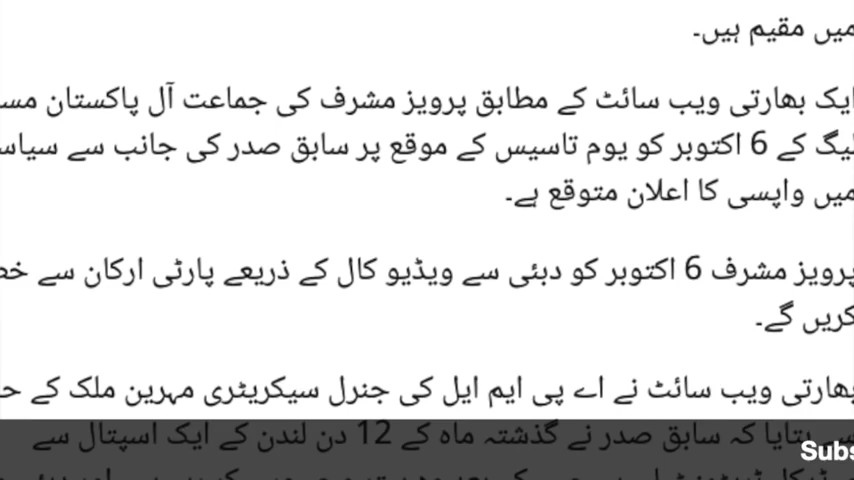 میں مقیم ہیں۔
ایک بھارتی ویب سائٹ کے مطابق پرویز مشرف کی جماعت آل پاکستان مس
لیگ کے 6 اکتوبر کو یوم تاسیس کے موقع پر سابق صدر کی جانب سے سیاس
میں واپسی کا اعلان متوقع ہے۔
پرویز مشرف 6 اکتوبر کو دبئی سے ویڈیو کال کے ذریعے پارٹی ارکان سے خط
کریں گے۔
بھارتی ویب سائٹ نے اے پی ایم ایل کی جنرل سیکریٹری مہرین ملک کے ح
سے بتایا کہ سابق صدر نے گذشتہ ماہ کے 12 دن لندن کے ایک اسپتال سے
Subs